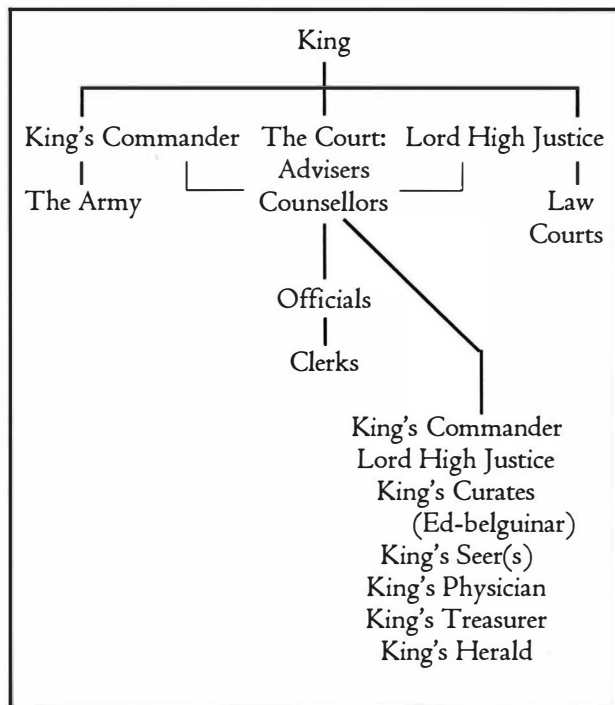 King
King's Commander
The Court:
Advisers
Counsellors
Lord High Justice
The Army
Law
Courts
Officials
Clerks
King's Commander
Lord High Justice
King's Curates
(Ed-belguinar)
King's Seer(s)
King's Physician
King's Treasurer
King's Herald